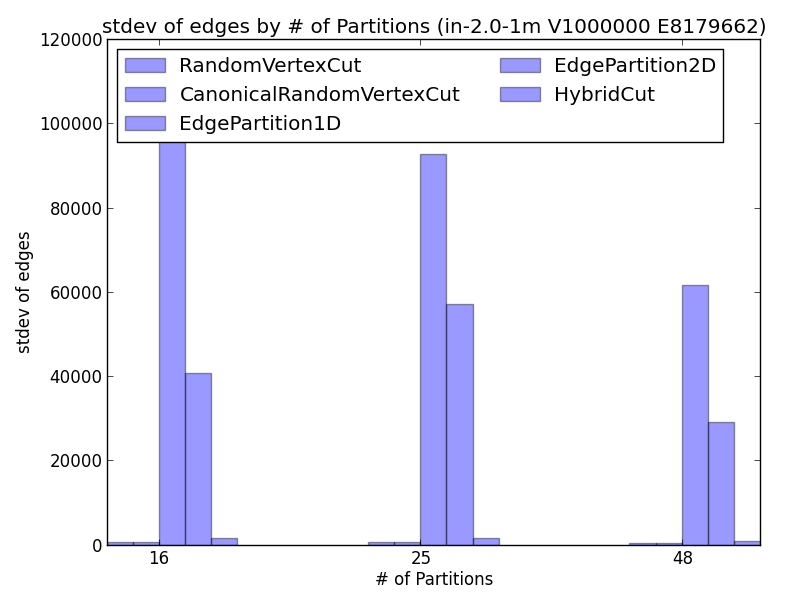 stdev of edges by # of Partitions (in-2.0-1m V1000000 E8179662)
120000
100000
80000
60000
40000
20000
0
stdev of edges
RandomVertexCut
CanonicalRandomVertexCut
EdgePartition1D
EdgePartition2D
HybridCut
16 25 48
# of Partitions